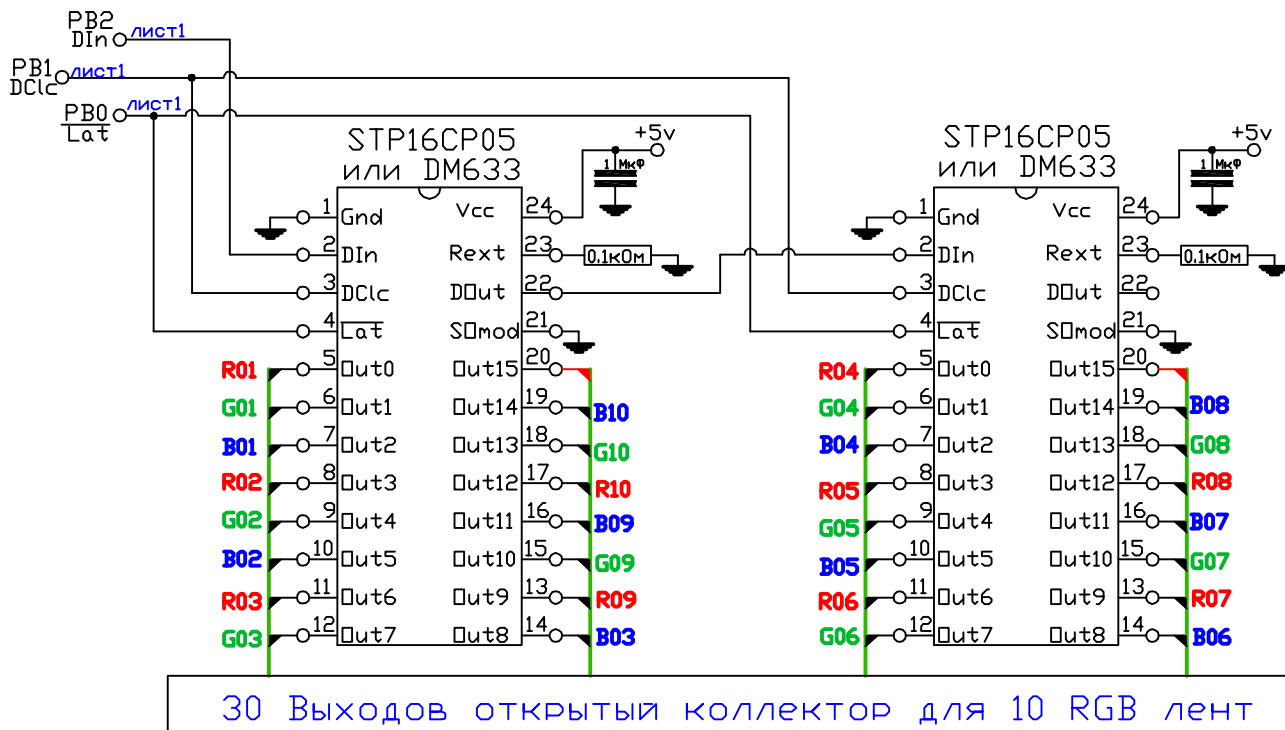 PB2 лист1
DIn
PB1 лист1
DClc
PB0 лист1
Lat
STP16CP05
или DM633
+5v
1 Мкф
1 Gnd Vcc 24
2 DIn Rext 23 0.1кОм
3 DClc DOut 22
4 Lat SOmod 21
R01 5 Out0 Out15 20
G01 6 Out1 Out14 19 B10
B01 7 Out2 Out13 18 G10
R02 8 Out3 Out12 17 R10
G02 9 Out4 Out11 16 B09
B02 10 Out5 Out10 15 G09
R03 11 Out6 Out9 13 R09
G03 12 Out7 Out8 14 B03
STP16CP05
или DM633
+5v
1 Мкф
1 Gnd Vcc 24
2 DIn Rext 23 0.1кОм
3 DClc DOut 22
4 Lat SOmod 21
R04 5 Out0 Out15 20
G04 6 Out1 Out14 19 B08
B04 7 Out2 Out13 18 G08
R05 8 Out3 Out12 17 R08
G05 9 Out4 Out11 16 B07
B05 10 Out5 Out10 15 G07
R06 11 Out6 Out9 13 R07
G06 12 Out7 Out8 14 B06
30 Выходов открытый коллектор для 10 RGB лент